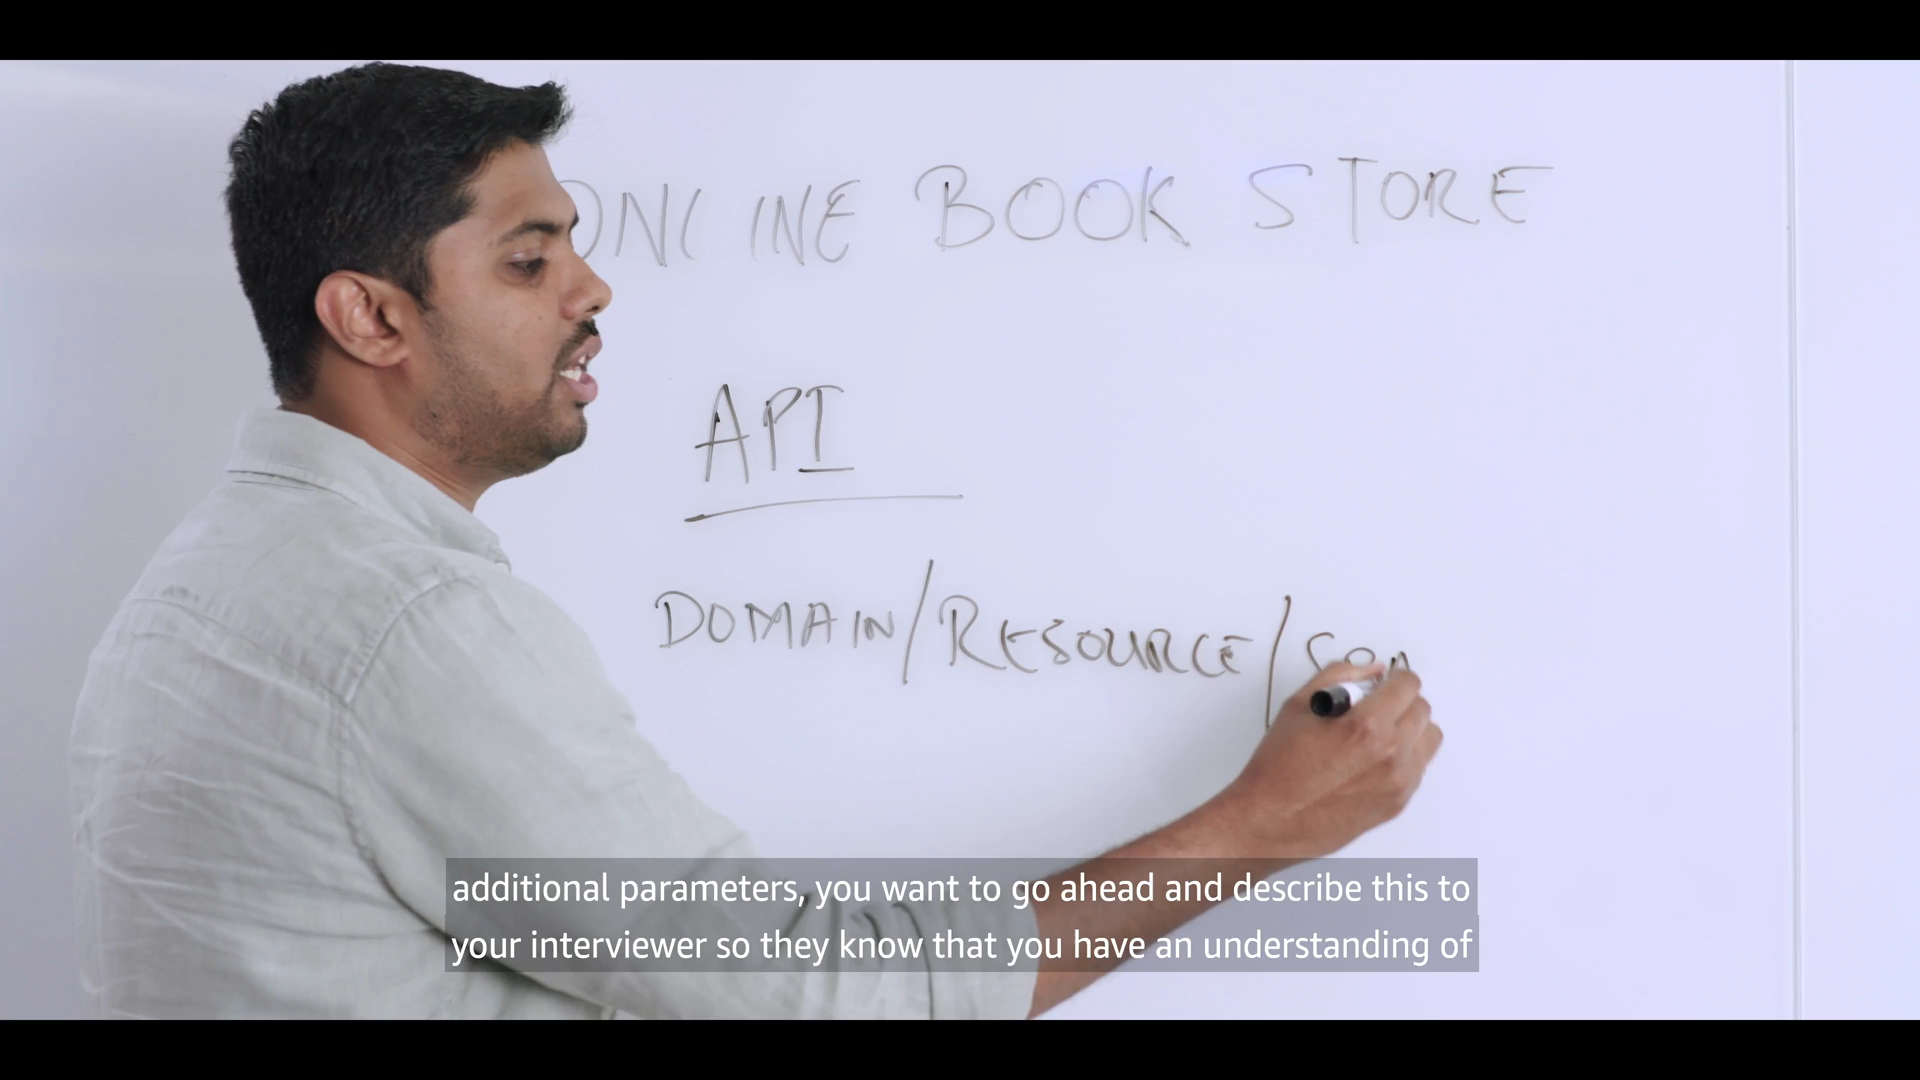 ONLINE BOOK STORE
API
DOMAIN/RESOURCE/
additional parameters, you want to go ahead and describe this to
your interviewer so they know that you have an understanding of